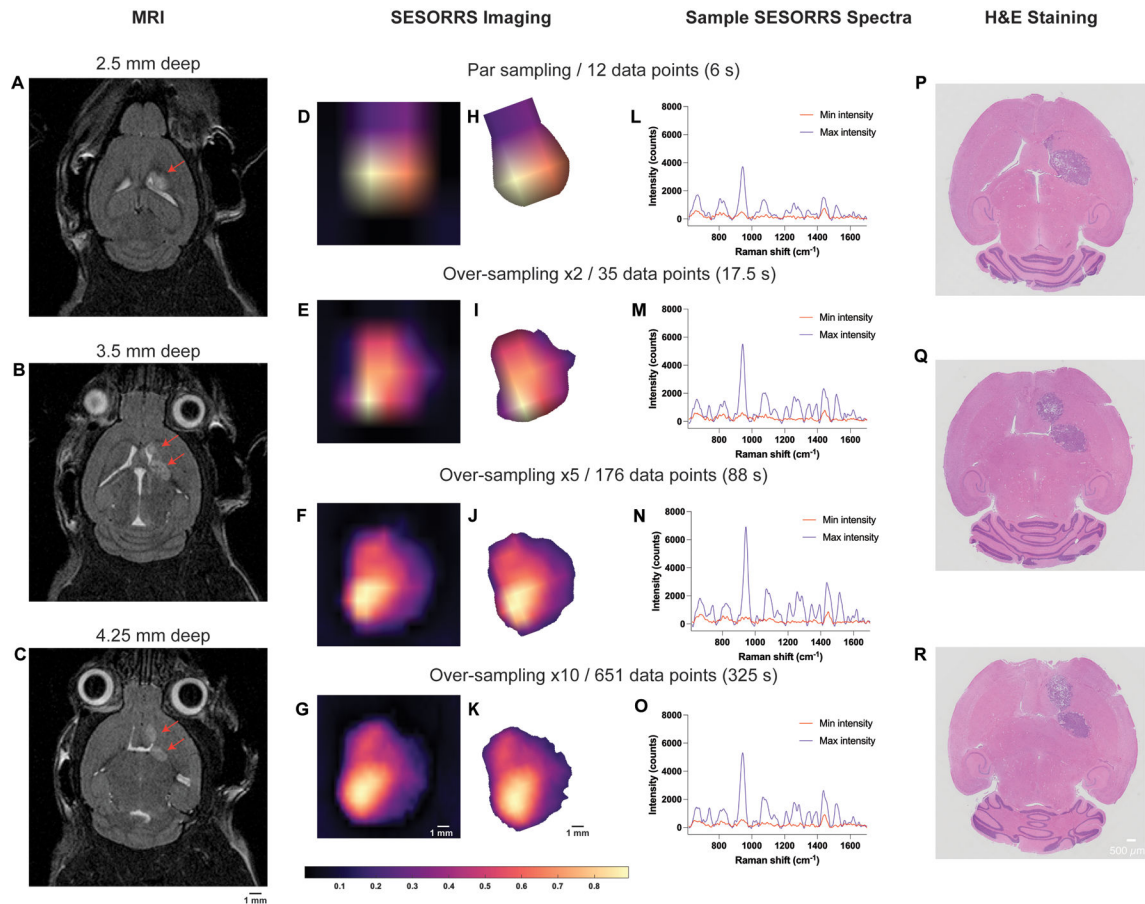 MRI
SESORRS Imaging
Sample SESORRS Spectra
H&E Staining
2.5 mm deep
A
3.5 mm deep
B
4.25 mm deep
C
1 mm
Par sampling / 12 data points (6 s)
D
H
L
8000
6000
4000
2000
0
Intensity (counts)
Min intensity
Max intensity
800
1000
1200
1400
1600
Raman shift (cm⁻¹)
Over-sampling x2 / 35 data points (17.5 s)
E
I
M
8000
6000
4000
2000
0
Intensity (counts)
Min intensity
Max intensity
800
1000
1200
1400
1600
Raman shift (cm⁻¹)
Over-sampling x5 / 176 data points (88 s)
F
J
N
8000
6000
4000
2000
0
Intensity (counts)
Min intensity
Max intensity
800
1000
1200
1400
1600
Raman shift (cm⁻¹)
Over-sampling x10 / 651 data points (325 s)
G
1 mm
K
1 mm
O
8000
6000
4000
2000
0
Intensity (counts)
Min intensity
Max intensity
800
1000
1200
1400
1600
Raman shift (cm⁻¹)
0.1
0.2
0.3
0.4
0.5
0.6
0.7
0.8
P
Q
R
500 µm